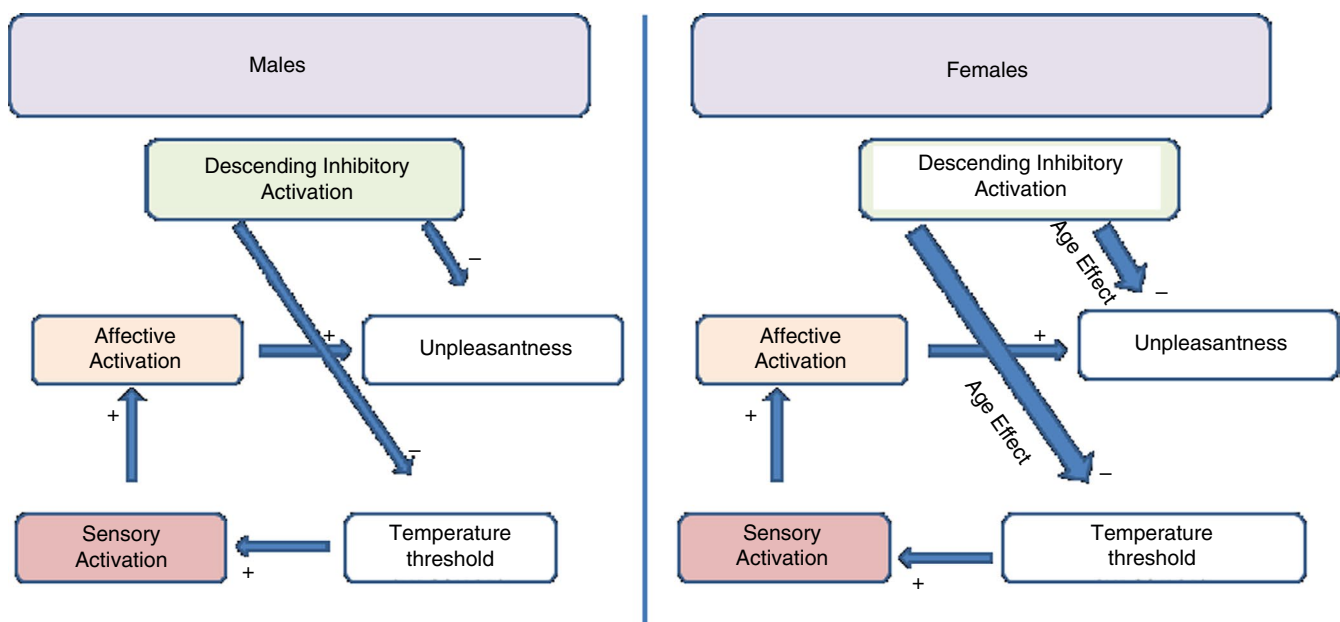 Males
Descending Inhibitory
Activation
–
Affective
Activation
+
Unpleasantness
+
–
Sensory
Activation
+
Temperature
threshold
Females
Descending Inhibitory
Activation
Age Effect
–
Affective
Activation
+
Unpleasantness
+
Age Effect
–
Sensory
Activation
+
Temperature
threshold